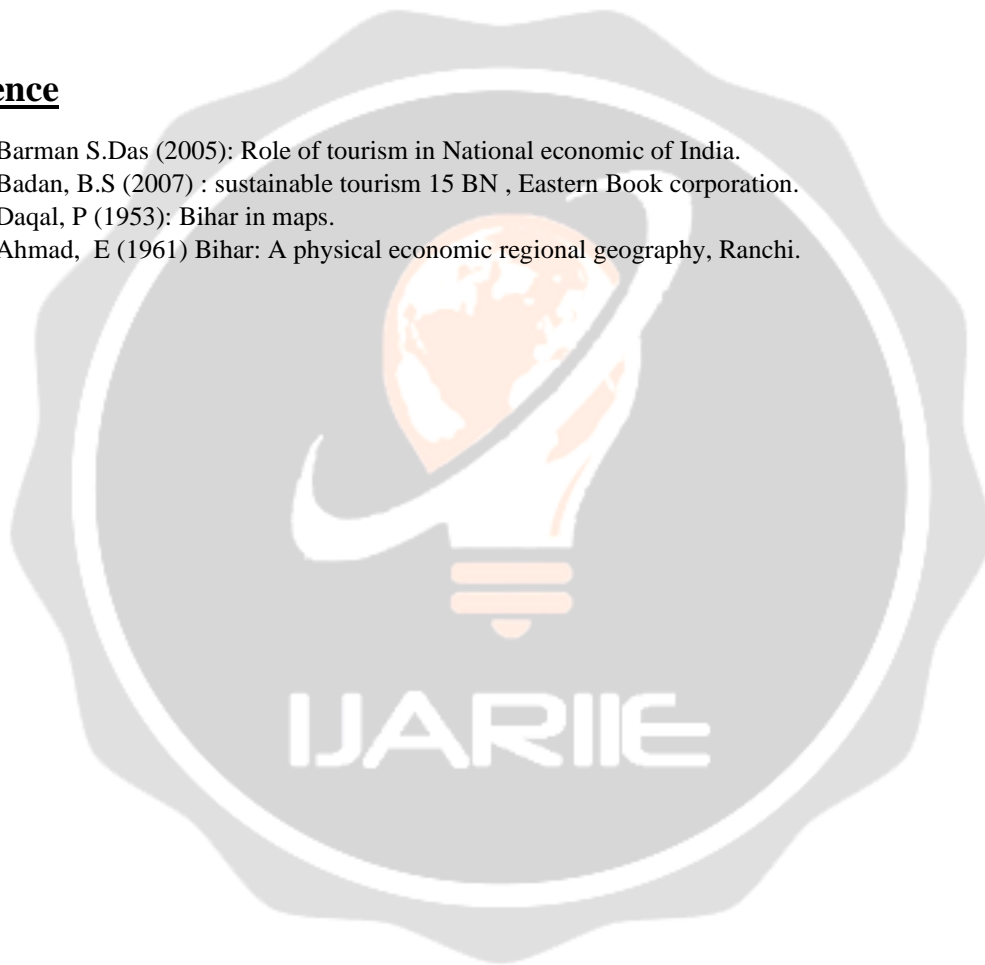 ence
Barman S.Das (2005): Role of tourism in National economic of India.
Badan, B.S (2007) : sustainable tourism 15 BN , Eastern Book corporation.
Daqal, P (1953): Bihar in maps.
Ahmad, E (1961) Bihar: A physical economic regional geography, Ranchi.
IJARIIE